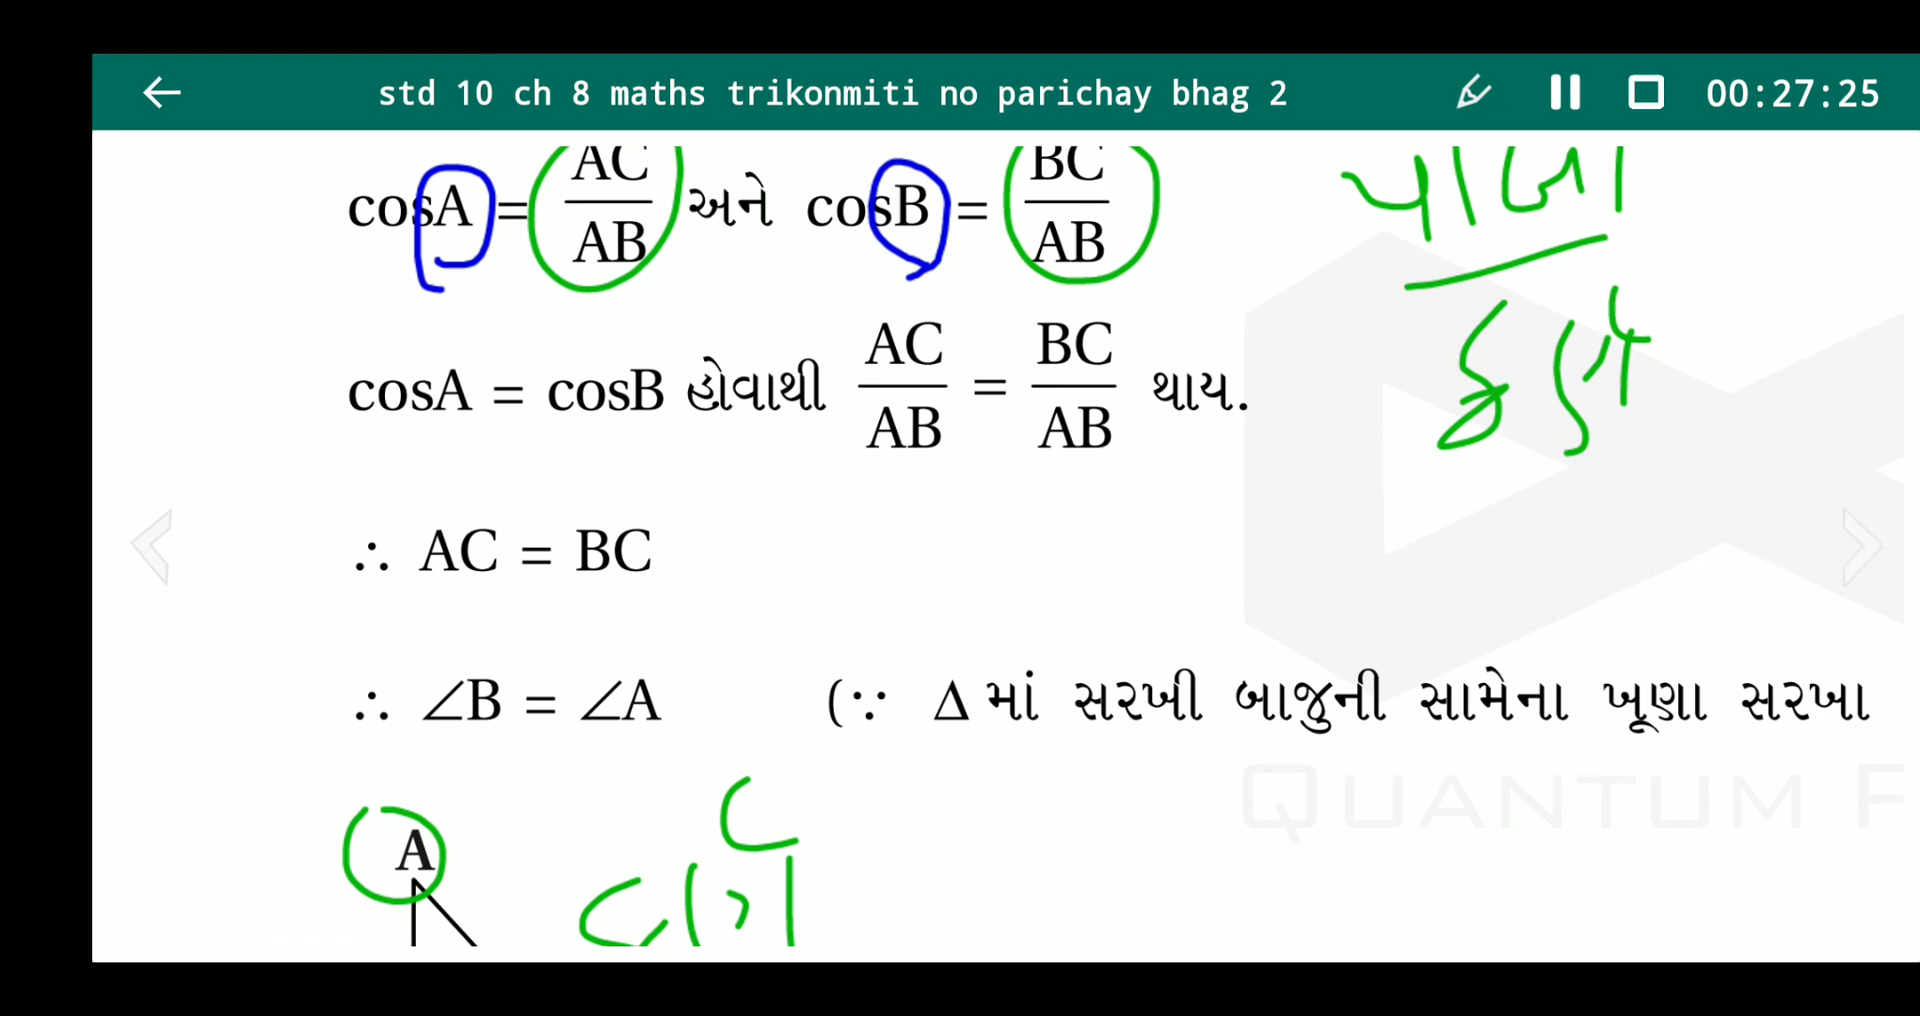 std 10 ch 8 maths trikonmiti no parichay bhag 2 00:27:25
cosA = AC/AB અને cosB = BC/AB
પાબા
કર્ણ
cosA = cosB હોવાથી AC/AB = BC/AB થાય.
∴ AC = BC
∴ ∠B = ∠A (∵ Δ માં સરખી બાજુની સામેના ખૂણા સરખા
QUANTUM F
A